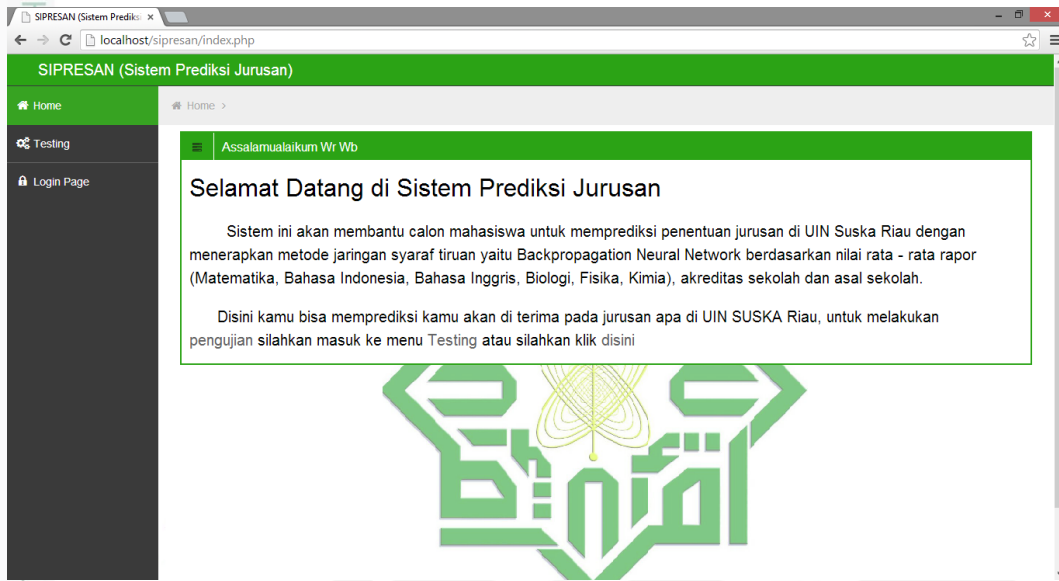 SIPRESAN (Sistem Prediks
localhost/sipresan/index.php
SIPRESAN (Sistem Prediksi Jurusan)
Home
Home >
Testing
Login Page
Assalamualaikum Wr Wb
Selamat Datang di Sistem Prediksi Jurusan
Sistem ini akan membantu calon mahasiswa untuk memprediksi penentuan jurusan di UIN Suska Riau dengan
menerapkan metode jaringan syaraf tiruan yaitu Backpropagation Neural Network berdasarkan nilai rata - rata rapor
(Matematika, Bahasa Indonesia, Bahasa Inggris, Biologi, Fisika, Kimia), akreditas sekolah dan asal sekolah.
Disini kamu bisa memprediksi kamu akan di terima pada jurusan apa di UIN SUSKA Riau, untuk melakukan
pengujian silahkan masuk ke menu Testing atau silahkan klik disini